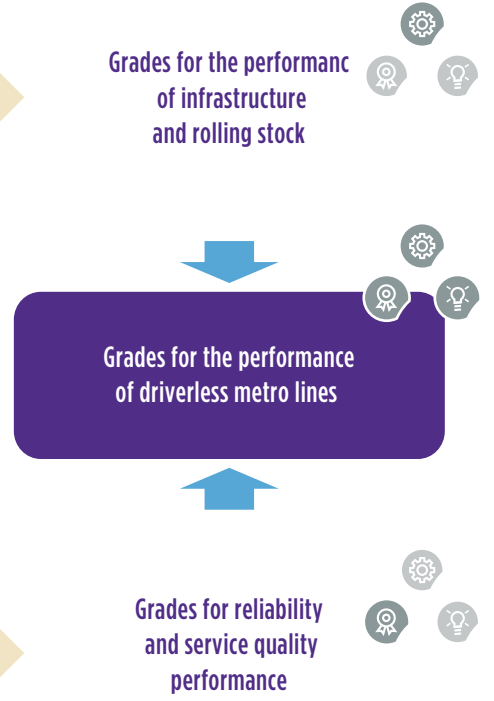 Grades for the performanc
of infrastructure
and rolling stock
Grades for the performance
of driverless metro lines
Grades for reliability
and service quality
performance